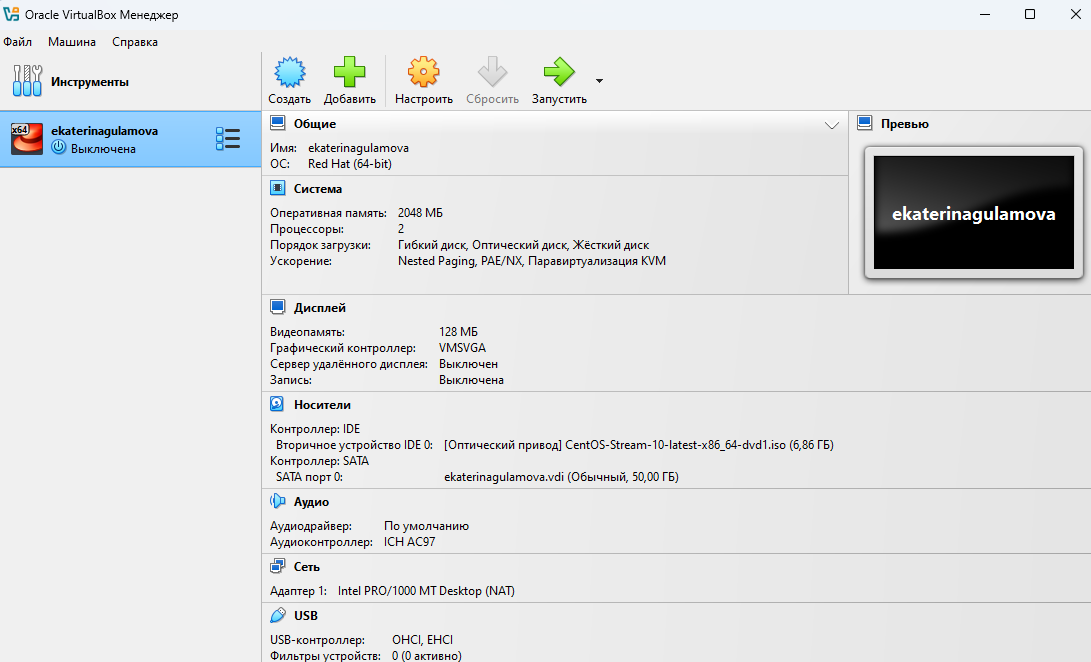 Oracle VirtualBox Менеджер
Файл Машина Справка
Инструменты
Создать Добавить Настроить Сбросить Запустить
x64
ekaterinagulamova
Выключена
Общие
Имя: ekaterinagulamova
ОС: Red Hat (64-bit)
Превью
ekaterinagulamova
Система
Оперативная память: 2048 МБ
Процессоры: 2
Порядок загрузки: Гибкий диск, Оптический диск, Жёсткий диск
Ускорение: Nested Paging, PAE/NX, Паравиртуализация KVM
Дисплей
Видеопамять: 128 МБ
Графический контроллер: VMSVGA
Сервер удалённого дисплея: Выключен
Запись: Выключена
Носители
Контроллер: IDE
Вторичное устройство IDE 0: [Оптический привод] CentOS-Stream-10-latest-x86_64-dvd1.iso (6,86 ГБ)
Контроллер: SATA
SATA порт 0: ekaterinagulamova.vdi (Обычный, 50,00 ГБ)
Аудио
Аудиодрайвер: По умолчанию
Аудиоконтроллер: ICH AC97
Сеть
Адаптер 1: Intel PRO/1000 MT Desktop (NAT)
USB
USB-контроллер: OHCI, EHCI
Фильтры устройств: 0 (0 активно)